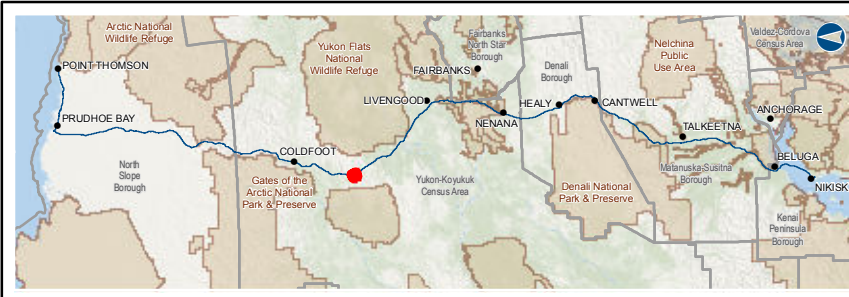 Arctic National
Wildlife Refuge
Yukon Flats
National
Wildlife Refuge
Fairbanks
North Star
Borough
Nelchina
Public
Use Area
Valdez-Cordova
Census Area
POINT THOMSON
FAIRBANKS
Denali
Borough
LIVENGOOD
HEALY
CANTWELL
ANCHORAGE
PRUDHOE BAY
NENANA
TALKEETNA
COLDFOOT
BELUGA
North
Slope
Borough
Gates of the
Arctic National
Park & Preserve
Yukon-Koyukuk
Census Area
Denali National
Park & Preserve
Matanuska-Susitna
Borough
NIKISKI
Kenai
Peninsula
Borough